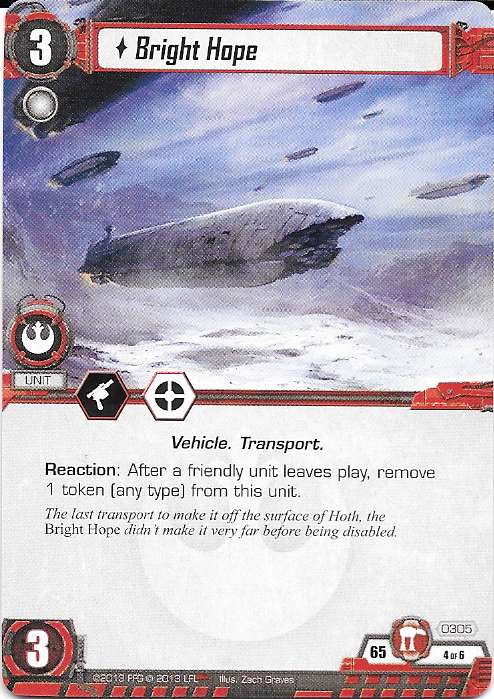 3
Bright Hope
UNIT
Vehicle. Transport.
Reaction: After a friendly unit leaves play, remove
1 token (any type) from this unit.
The last transport to make it off the surface of Hoth, the
Bright Hope didn't make it very far before being disabled.
3
0305
65
4 OF 6
©2013 FFG © 2013 LFL Illus. Zach Graves